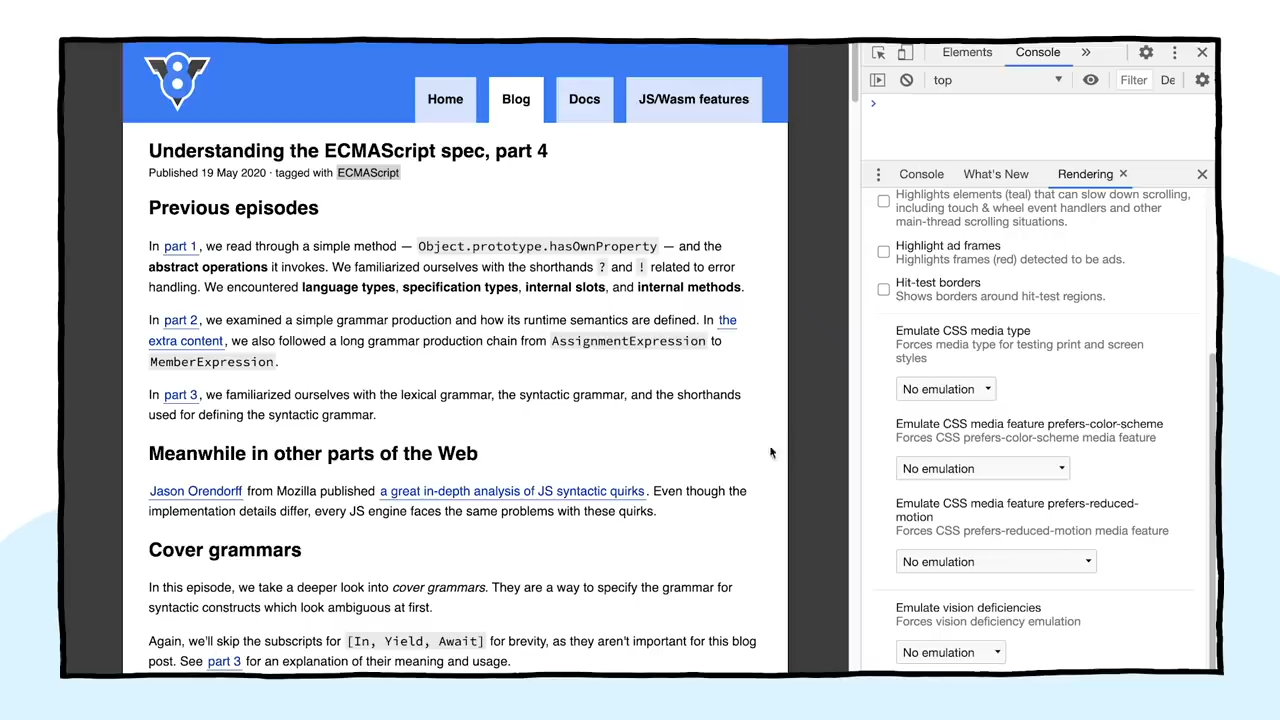 Home Blog Docs JS/Wasm features
Understanding the ECMAScript spec, part 4
Published 19 May 2020 · tagged with ECMAScript
Previous episodes
In part 1, we read through a simple method — Object.prototype.hasOwnProperty — and the
abstract operations it invokes. We familiarized ourselves with the shorthands ? and ! related to error
handling. We encountered language types, specification types, internal slots, and internal methods.
In part 2, we examined a simple grammar production and how its runtime semantics are defined. In the
extra content, we also followed a long grammar production chain from AssignmentExpression to
MemberExpression.
In part 3, we familiarized ourselves with the lexical grammar, the syntactic grammar, and the shorthands
used for defining the syntactic grammar.
Meanwhile in other parts of the Web
Jason Orendorff from Mozilla published a great in-depth analysis of JS syntactic quirks. Even though the
implementation details differ, every JS engine faces the same problems with these quirks.
Cover grammars
In this episode, we take a deeper look into cover grammars. They are a way to specify the grammar for
syntactic constructs which look ambiguous at first.
Again, we'll skip the subscripts for [In, Yield, Await] for brevity, as they aren't important for this blog
post. See part 3 for an explanation of their meaning and usage.
Elements Console »
top Filter De
>
Console What's New Rendering ×
Highlights elements (teal) that can slow down scrolling,
including touch & wheel event handlers and other
main-thread scrolling situations.
Highlight ad frames
Highlights frames (red) detected to be ads.
Hit-test borders
Shows borders around hit-test regions.
Emulate CSS media type
Forces media type for testing print and screen
styles
No emulation
Emulate CSS media feature prefers-color-scheme
Forces CSS prefers-color-scheme media feature
No emulation
Emulate CSS media feature prefers-reduced-
motion
Forces CSS prefers-reduced-motion media feature
No emulation
Emulate vision deficiencies
Forces vision deficiency emulation
No emulation